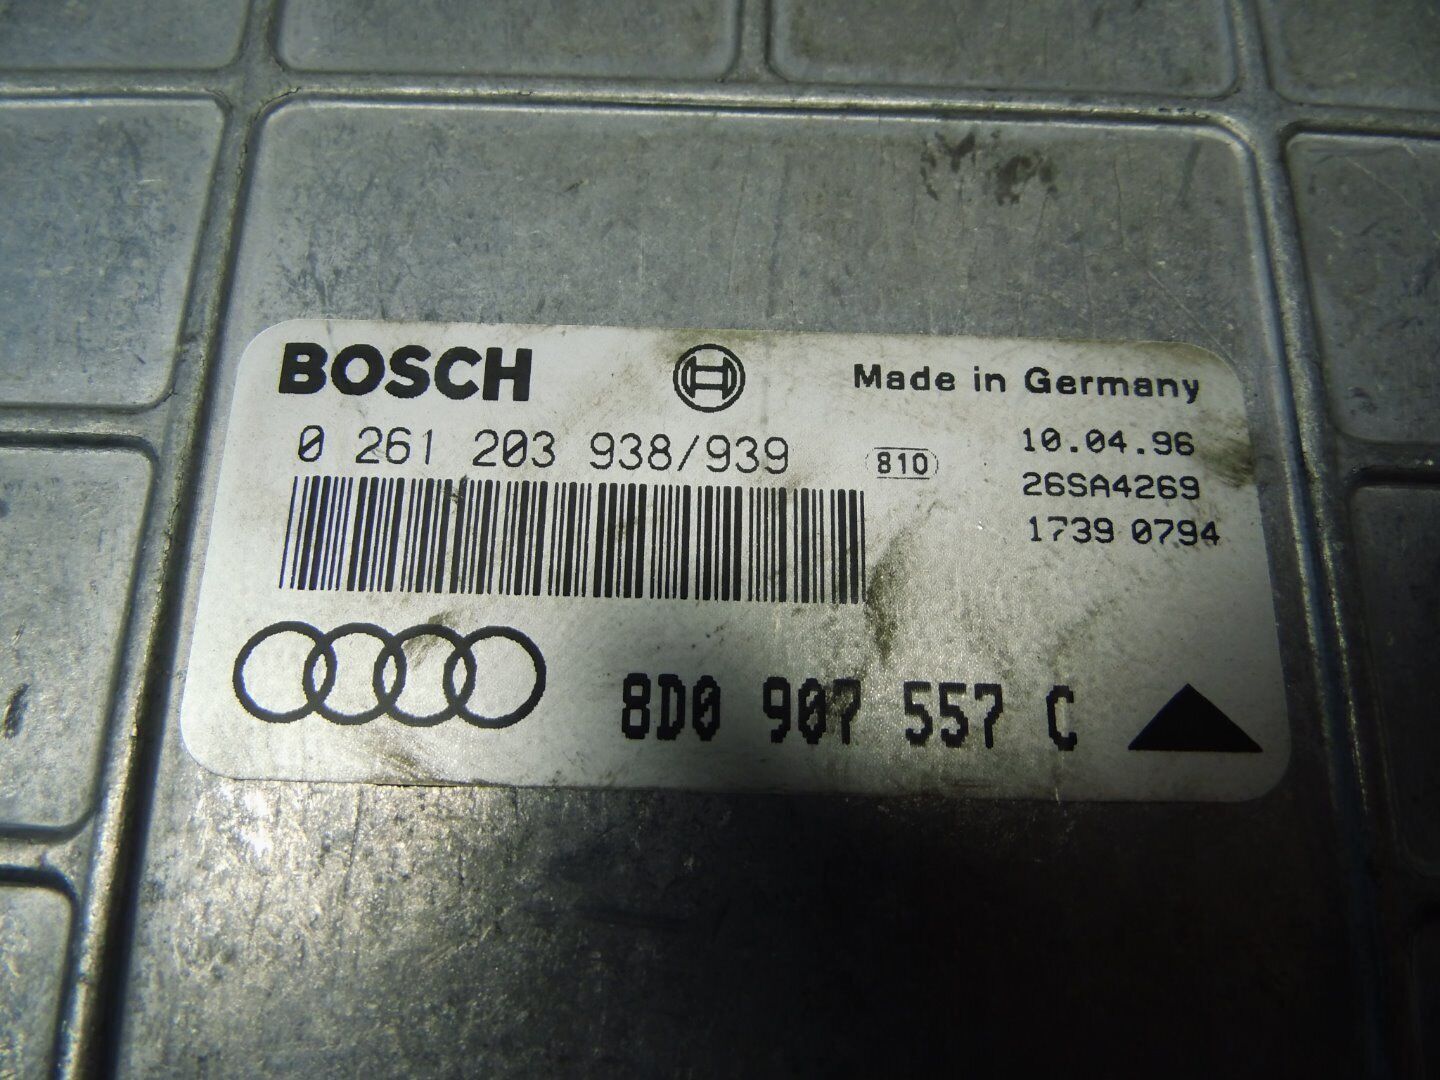 BOSCH
Made in Germany
0 261 203 938/939
810
10.04.96
26SA4269
1739 0794
8D0 907 557 C